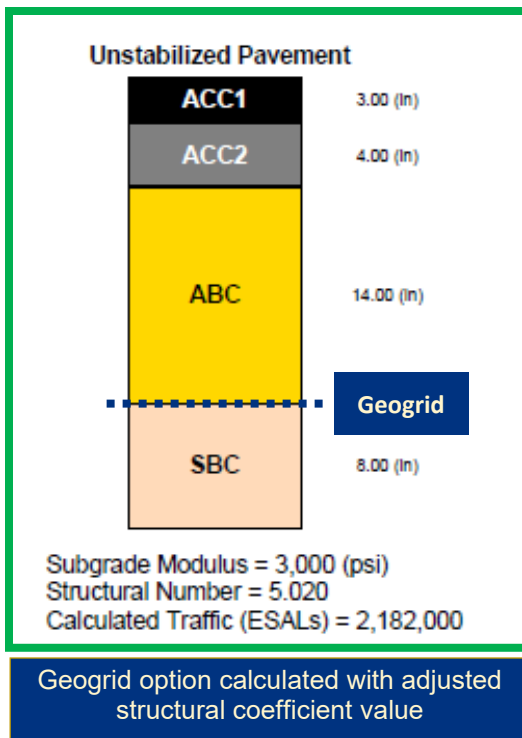 Unstabilized Pavement
ACC1
3.00 (in)
ACC2
4.00 (in)
ABC
14.00 (in)
Geogrid
SBC
8.00 (in)
Subgrade Modulus = 3,000 (psi)
Structural Number = 5.020
Calculated Traffic (ESALs) = 2,182,000
Geogrid option calculated with adjusted
structural coefficient value